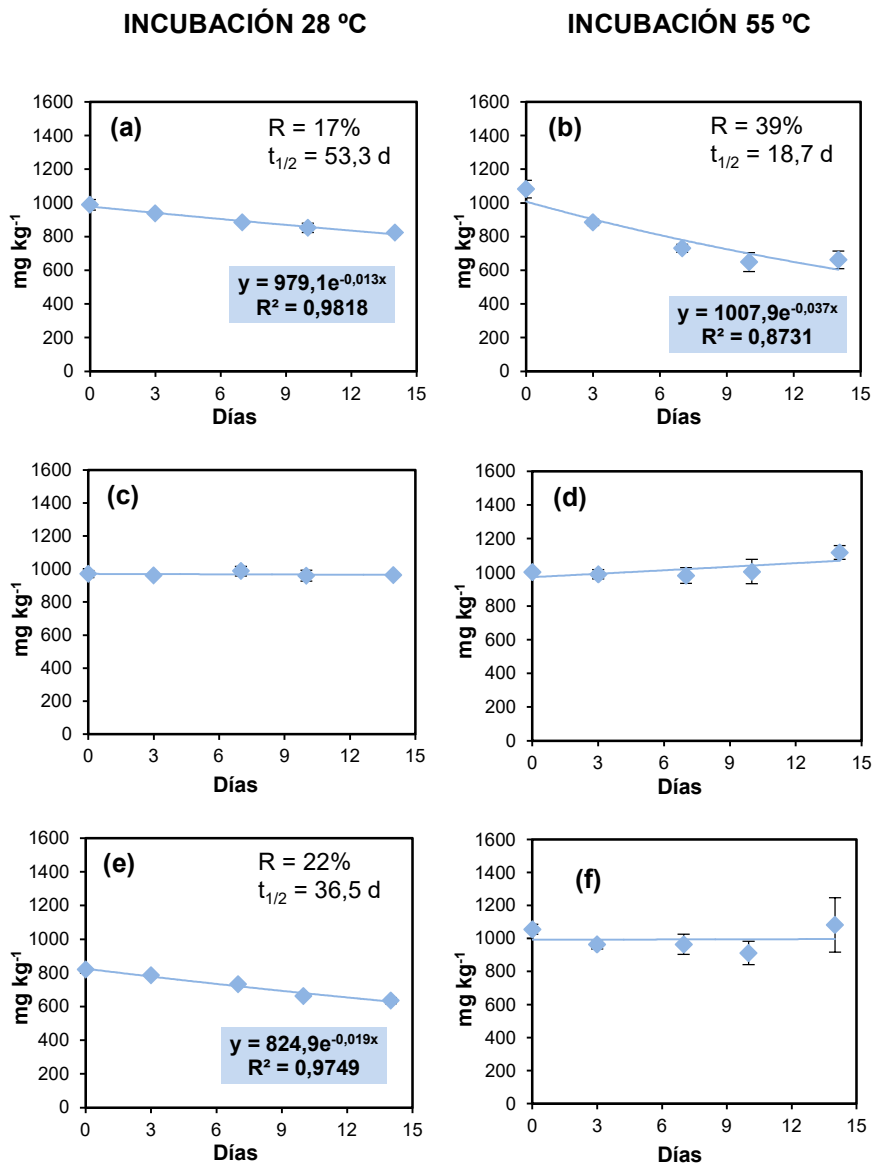 INCUBACIÓN 28 ºC
INCUBACIÓN 55 ºC
(a)
R = 17%
t1/2 = 53,3 d
y = 979,1e-0,013x
R² = 0,9818
mg kg-1
1600
1400
1200
1000
800
600
400
200
0
0 3 6 9 12 15
Días
(b)
R = 39%
t1/2 = 18,7 d
y = 1007,9e-0,037x
R² = 0,8731
mg kg-1
1600
1400
1200
1000
800
600
400
200
0
0 3 6 9 12 15
Días
(c)
mg kg-1
1600
1400
1200
1000
800
600
400
200
0
0 3 6 9 12 15
Días
(d)
mg kg-1
1600
1400
1200
1000
800
600
400
200
0
0 3 6 9 12 15
Días
(e)
R = 22%
t1/2 = 36,5 d
y = 824,9e-0,019x
R² = 0,9749
mg kg-1
1600
1400
1200
1000
800
600
400
200
0
0 3 6 9 12 15
Días
(f)
mg kg-1
1600
1400
1200
1000
800
600
400
200
0
0 3 6 9 12 15
Días